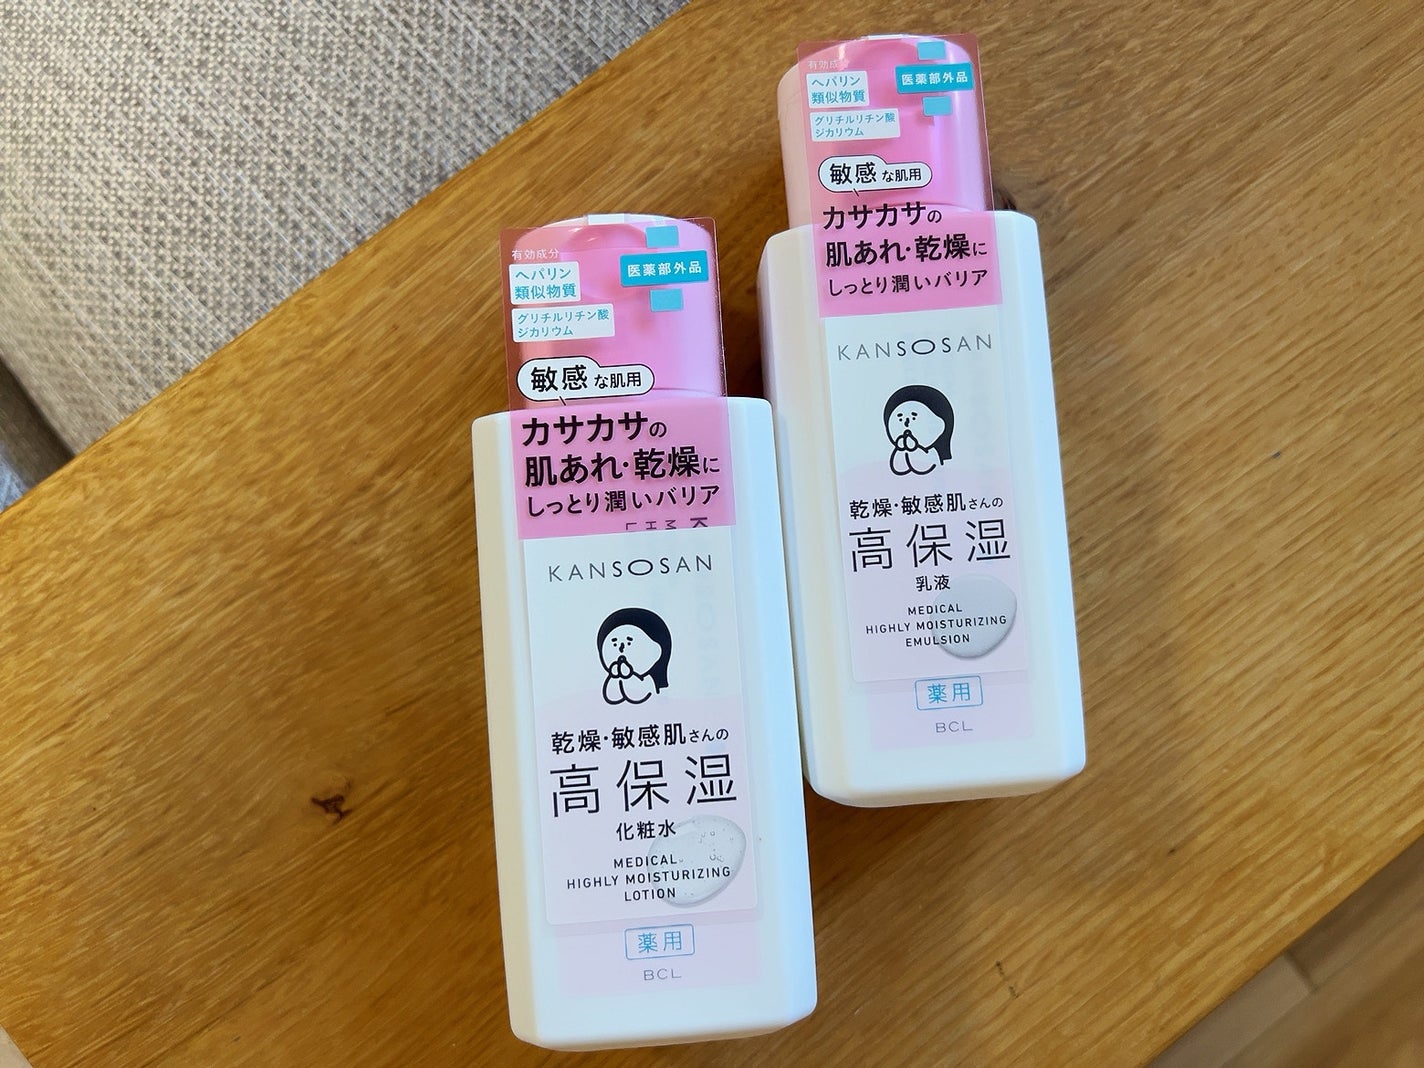 有効成分
ヘパリン
類似物質
医薬部外品
グリチルリチン酸
ジカリウム
敏感な肌用
カサカサの
肌あれ・乾燥に
しっとり潤いバリア
KANSOSAN
乾燥・敏感肌さんの
高保湿
化粧水
MEDICAL
HIGHLY MOISTURIZING
LOTION
薬用
BCL
有効成分
ヘパリン
類似物質
医薬部外品
グリチルリチン酸
ジカリウム
敏感な肌用
カサカサの
肌あれ・乾燥に
しっとり潤いバリア
KANSOSAN
乾燥・敏感肌さんの
高保湿
乳液
MEDICAL
HIGHLY MOISTURIZING
EMULSION
薬用
BCL